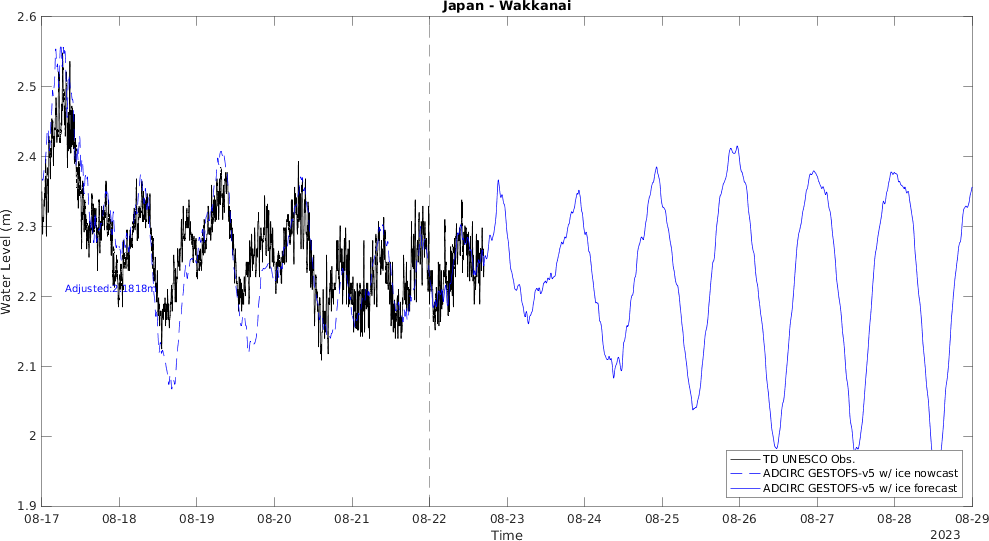 Japan - Wakkanai
2.6
2.5
2.4
2.3
2.2
2.1
2
1.9
Water Level (m)
Adjusted:2.1818m
TD UNESCO Obs.
ADCIRC GESTOFS-v5 w/ ice nowcast
ADCIRC GESTOFS-v5 w/ ice forecast
08-17 08-18 08-19 08-20 08-21 08-22 08-23 08-24 08-25 08-26 08-27 08-28 08-29
Time
2023